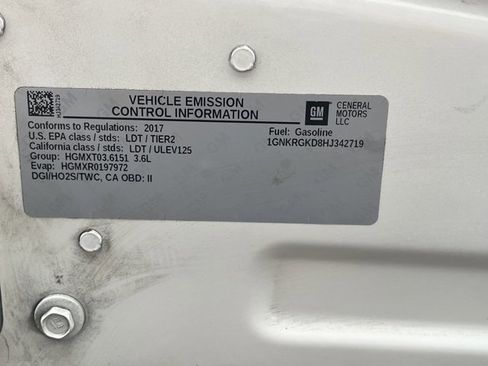 VEHICLE EMISSION
CONTROL INFORMATION
GM
GENERAL
MOTORS
LLC
Conforms to Regulations: 2017
U.S. EPA class / stds: LDT / TIER2
California class / stds: LDT / ULEV125
Group: HGMXT03.6151 3.6L
Evap: HGMXR0197972
DGI/HO2S/TWC, CA OBD: II
Fuel: Gasoline
1GNKRGKD8HJ342719
HJ342719